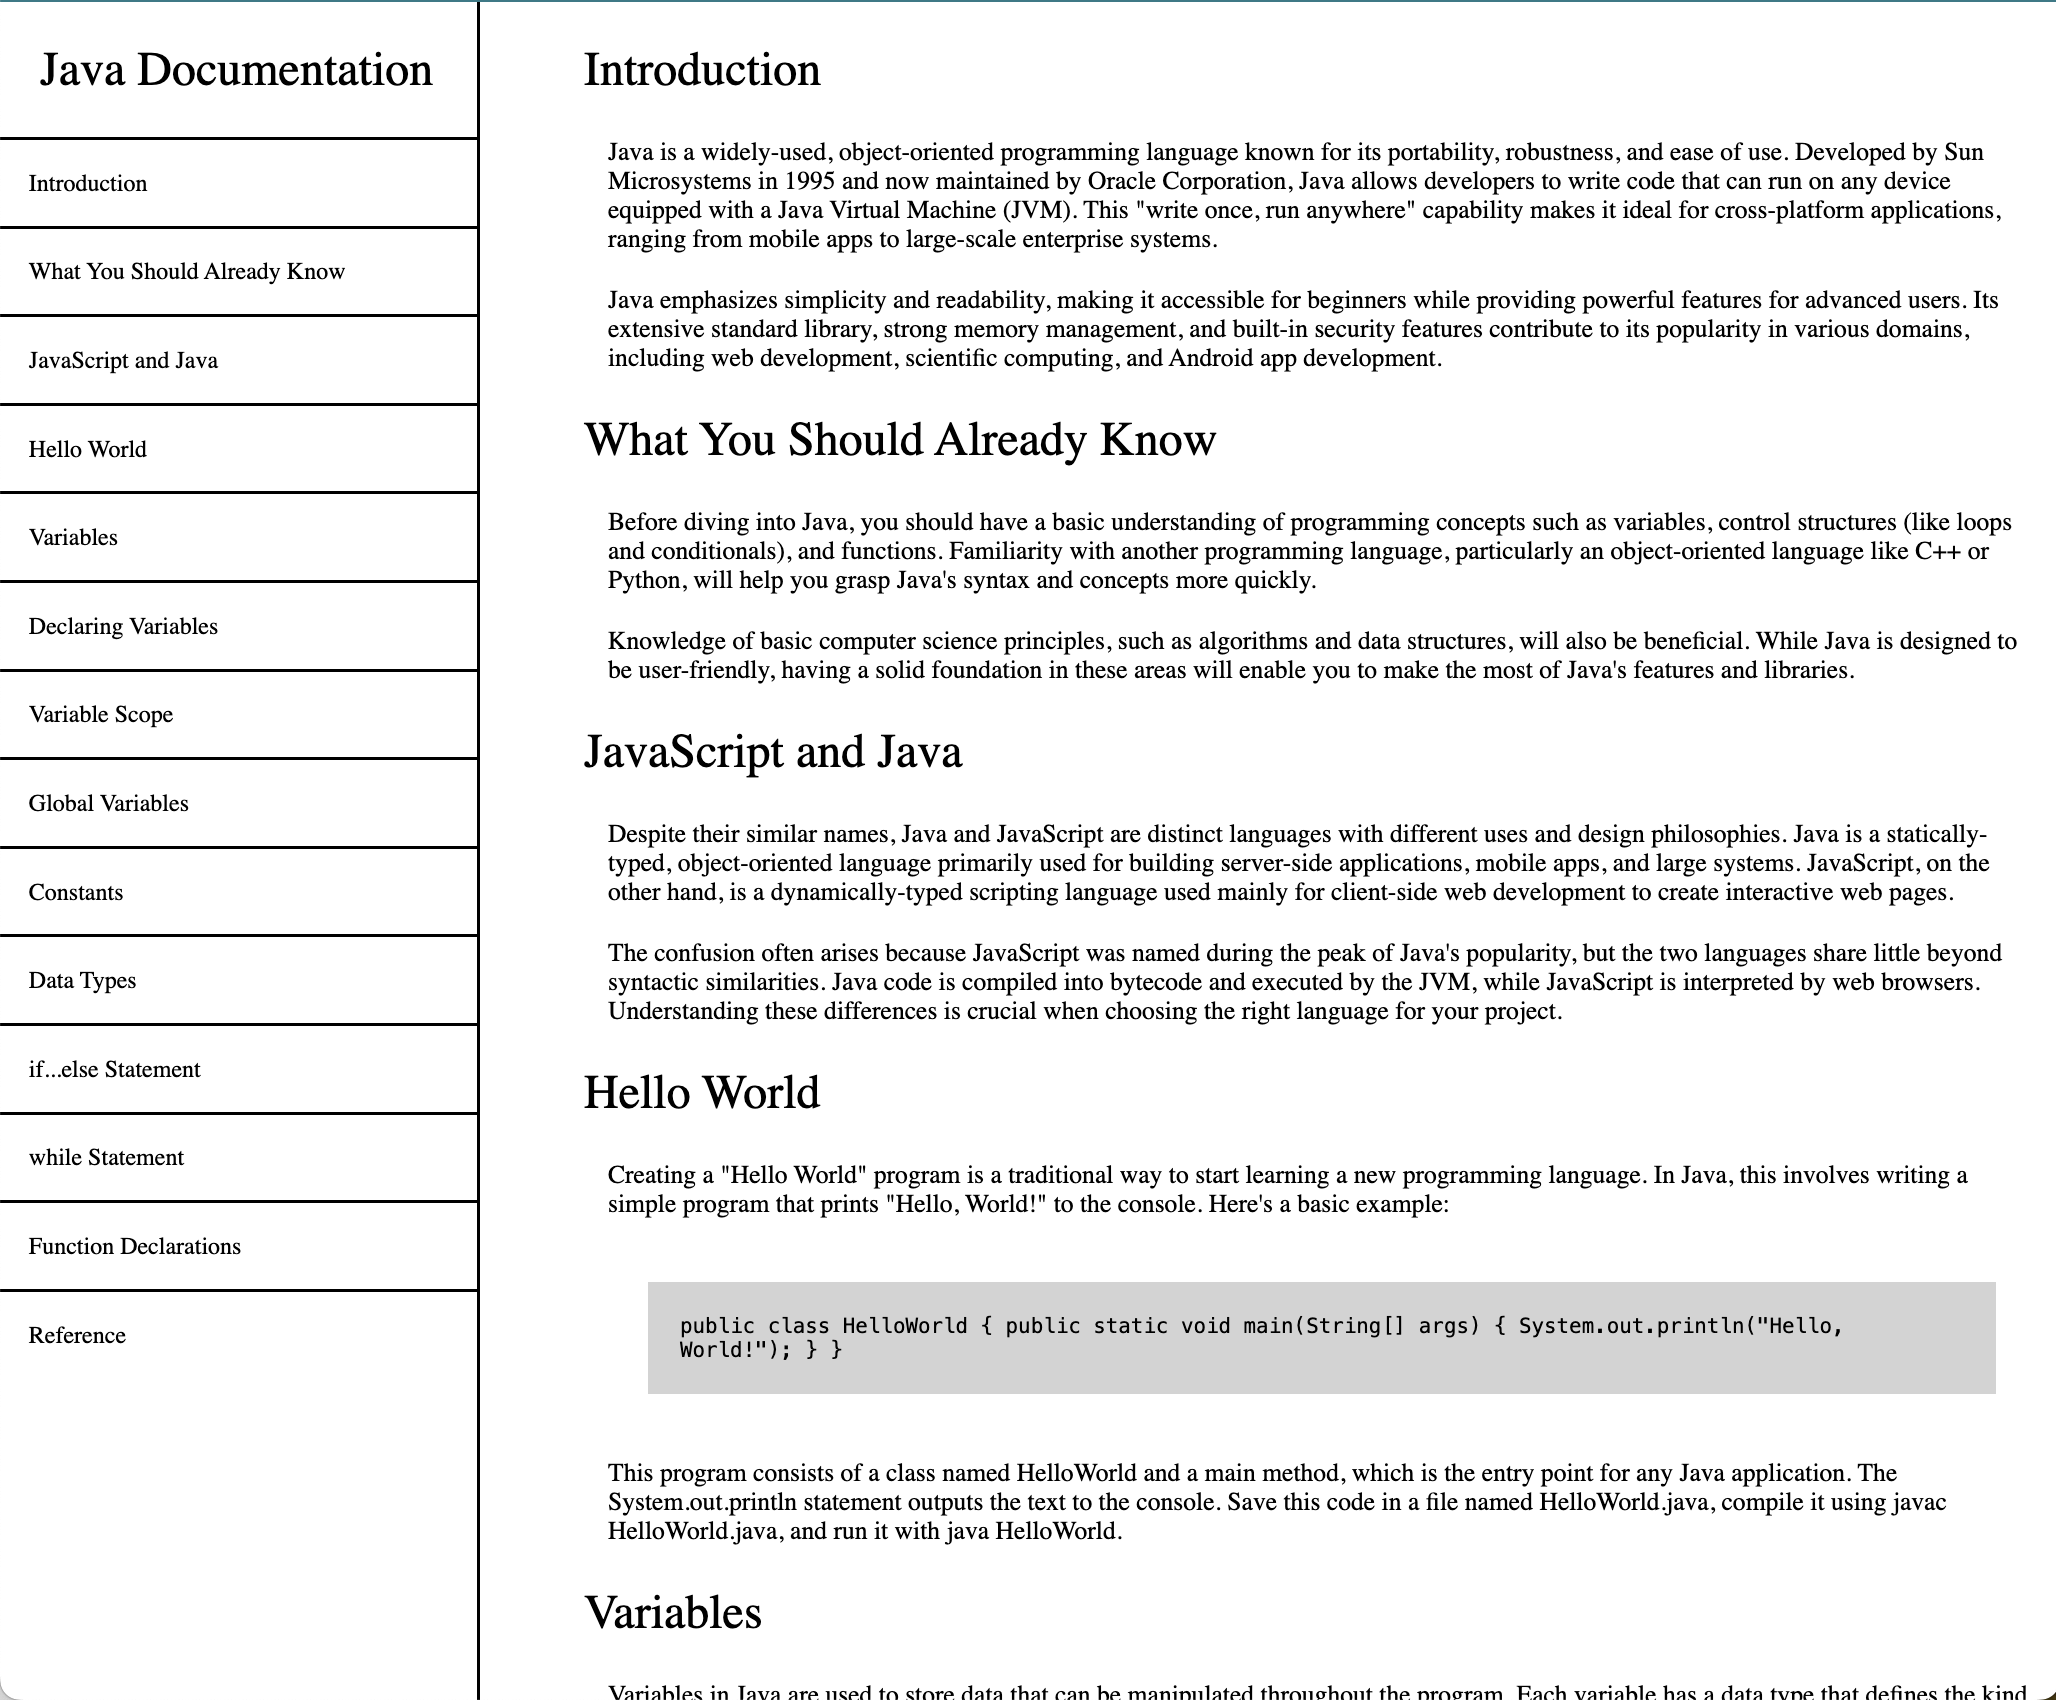 Java Documentation
Introduction
What You Should Already Know
JavaScript and Java
Hello World
Variables
Declaring Variables
Variable Scope
Global Variables
Constants
Data Types
if...else Statement
while Statement
Function Declarations
Reference
Introduction
Java is a widely-used, object-oriented programming language known for its portability, robustness, and ease of use. Developed by Sun
Microsystems in 1995 and now maintained by Oracle Corporation, Java allows developers to write code that can run on any device
equipped with a Java Virtual Machine (JVM). This "write once, run anywhere" capability makes it ideal for cross-platform applications,
ranging from mobile apps to large-scale enterprise systems.
Java emphasizes simplicity and readability, making it accessible for beginners while providing powerful features for advanced users. Its
extensive standard library, strong memory management, and built-in security features contribute to its popularity in various domains,
including web development, scientific computing, and Android app development.
What You Should Already Know
Before diving into Java, you should have a basic understanding of programming concepts such as variables, control structures (like loops
and conditionals), and functions. Familiarity with another programming language, particularly an object-oriented language like C++ or
Python, will help you grasp Java's syntax and concepts more quickly.
Knowledge of basic computer science principles, such as algorithms and data structures, will also be beneficial. While Java is designed to
be user-friendly, having a solid foundation in these areas will enable you to make the most of Java's features and libraries.
JavaScript and Java
Despite their similar names, Java and JavaScript are distinct languages with different uses and design philosophies. Java is a statically-
typed, object-oriented language primarily used for building server-side applications, mobile apps, and large systems. JavaScript, on the
other hand, is a dynamically-typed scripting language used mainly for client-side web development to create interactive web pages.
The confusion often arises because JavaScript was named during the peak of Java's popularity, but the two languages share little beyond
syntactic similarities. Java code is compiled into bytecode and executed by the JVM, while JavaScript is interpreted by web browsers.
Understanding these differences is crucial when choosing the right language for your project.
Hello World
Creating a "Hello World" program is a traditional way to start learning a new programming language. In Java, this involves writing a
simple program that prints "Hello, World!" to the console. Here's a basic example:
public class HelloWorld { public static void main(String[] args) { System.out.println("Hello,
World!"); } }
This program consists of a class named HelloWorld and a main method, which is the entry point for any Java application. The
System.out.println statement outputs the text to the console. Save this code in a file named HelloWorld.java, compile it using javac
HelloWorld.java, and run it with java HelloWorld.
Variables
Variables in Java are used to store data that can be manipulated throughout the program. Each variable has a data type that defines the kind